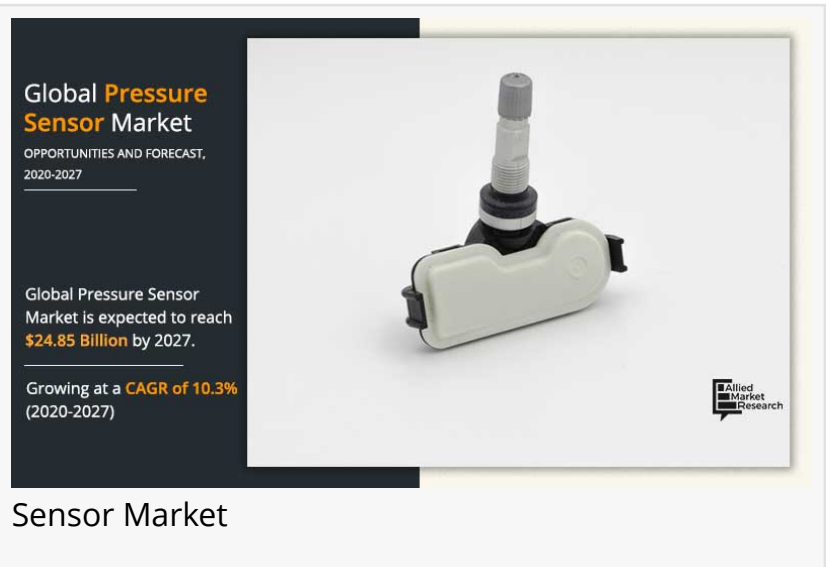 Global Pressure
Sensor Market
OPPORTUNITIES AND FORECAST,
2020-2027
Global Pressure Sensor
Market is expected to reach
$24.85 Billion by 2027.
Growing at a CAGR of 10.3%
(2020-2027)
Allied
Market
Research
Sensor Market